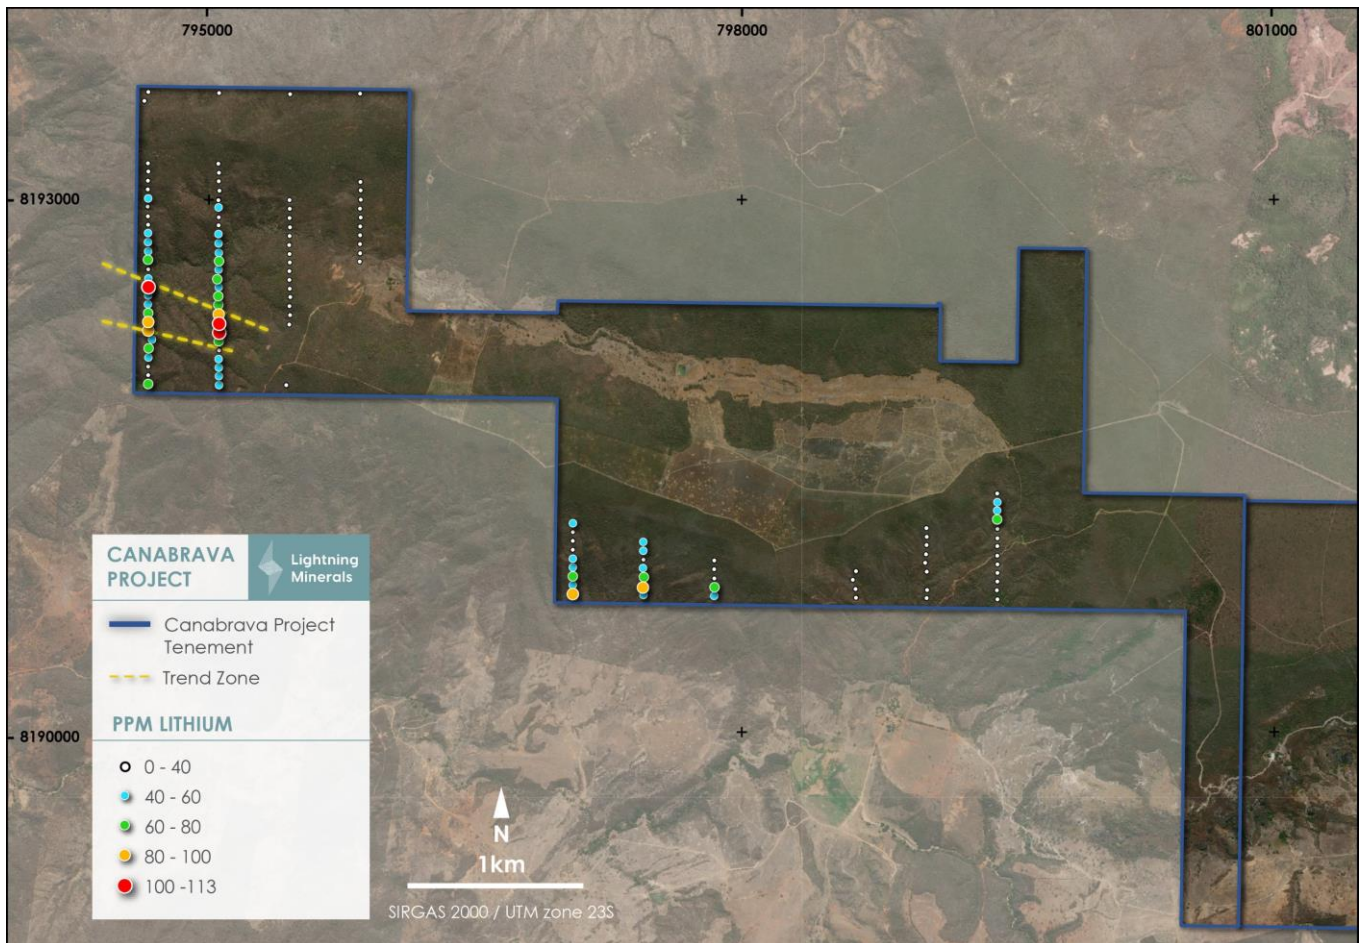 795000
798000
801000
8193000
8190000
CANABRAVA
PROJECT
Lightning
Minerals
Canabrava Project
Tenement
Trend Zone
PPM LITHIUM
0 - 40
40 - 60
60 - 80
80 - 100
100 -113
N
1km
SIRGAS 2000 / UTM zone 23S